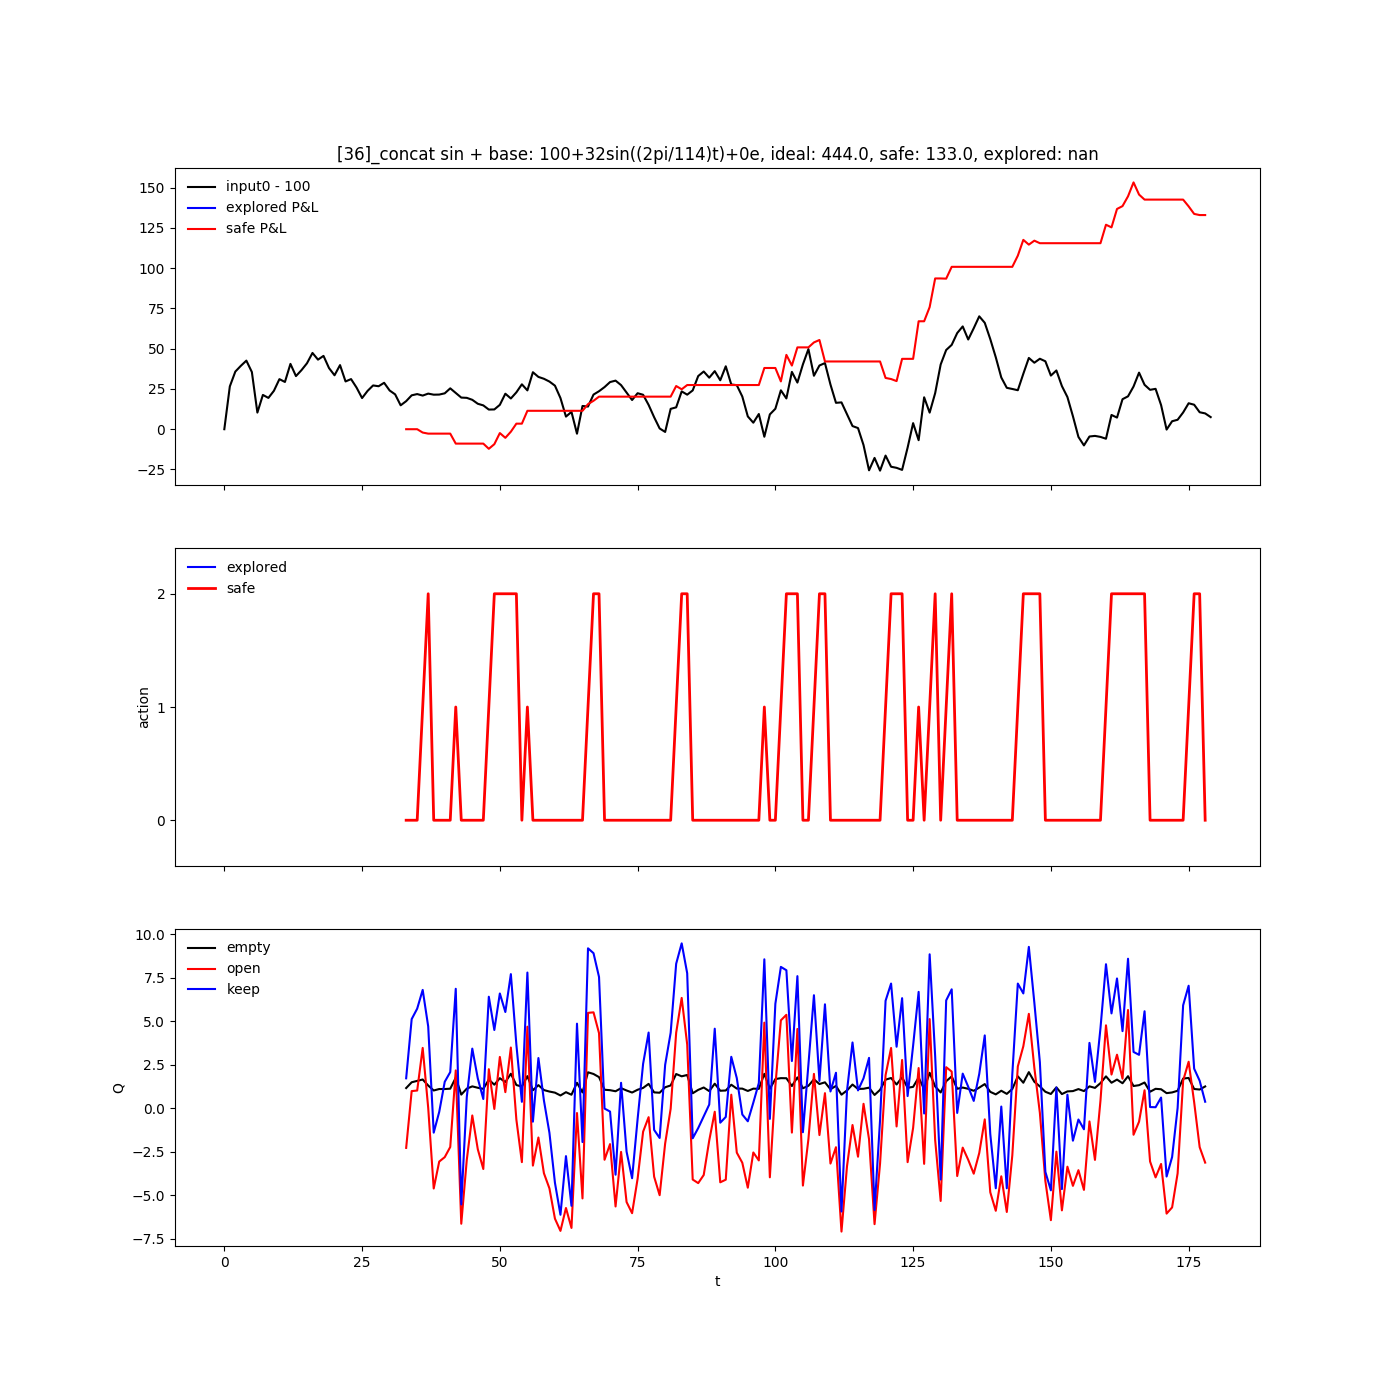 [36]_concat sin + base: 100+32sin((2pi/114)t)+0e, ideal: 444.0, safe: 133.0, explored: nan
input0 - 100
explored P&L
safe P&L
150
125
100
75
50
25
0
−25
explored
safe
2
1
0
action
empty
open
keep
10.0
7.5
5.0
2.5
0.0
−2.5
−5.0
−7.5
Q
0 25 50 75 100 125 150 175
t